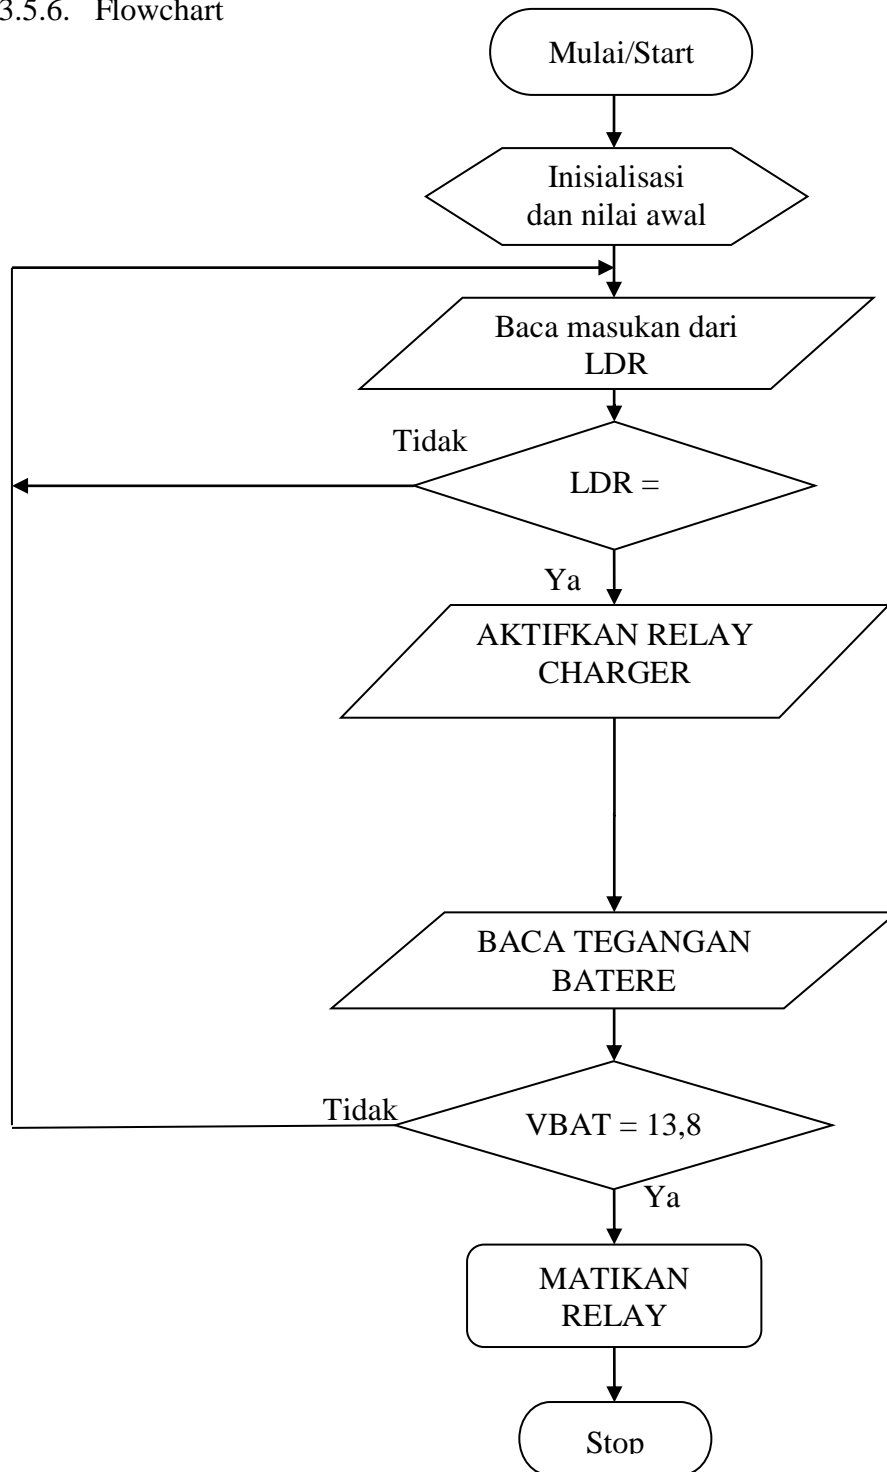 3.5.6. Flowchart
Mulai/Start
Inisialisasi
dan nilai awal
Baca masukan dari
LDR
Tidak
LDR =
Ya
AKTIFKAN RELAY
CHARGER
BACA TEGANGAN
BATERE
Tidak
VBAT = 13,8
Ya
MATIKAN
RELAY
Stop